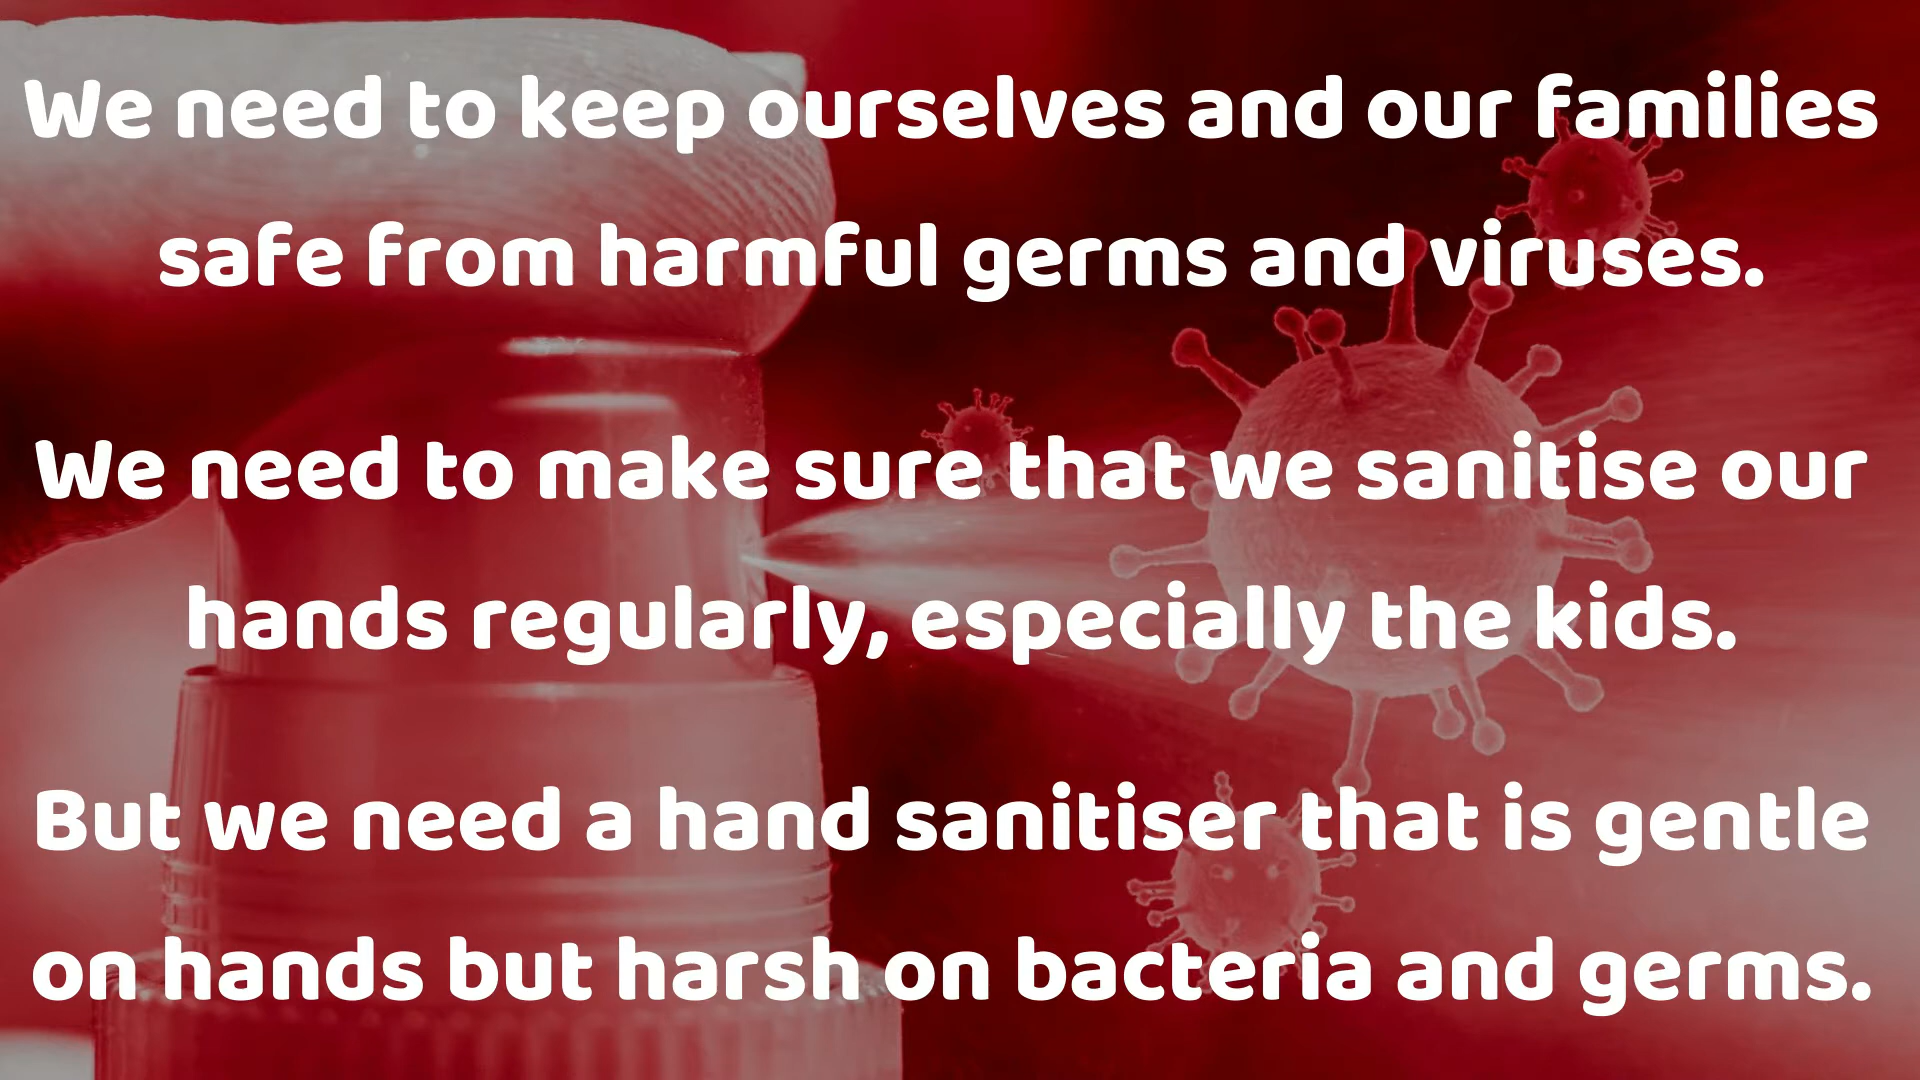 We need to keep ourselves and our families
safe from harmful germs and viruses.
We need to make sure that we sanitise our
hands regularly, especially the kids.
But we need a hand sanitiser that is gentle
on hands but harsh on bacteria and germs.